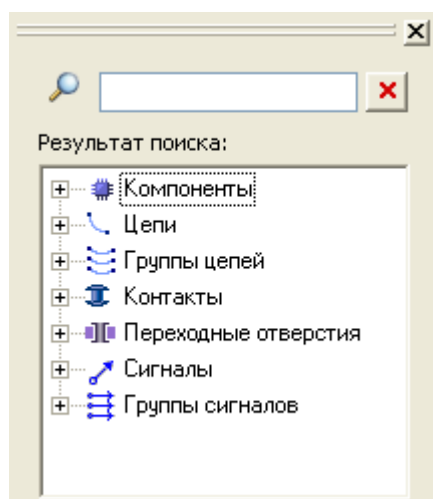 Результат поиска:
Компоненты
Цепи
Группы цепей
Контакты
Переходные отверстия
Сигналы
Группы сигналов